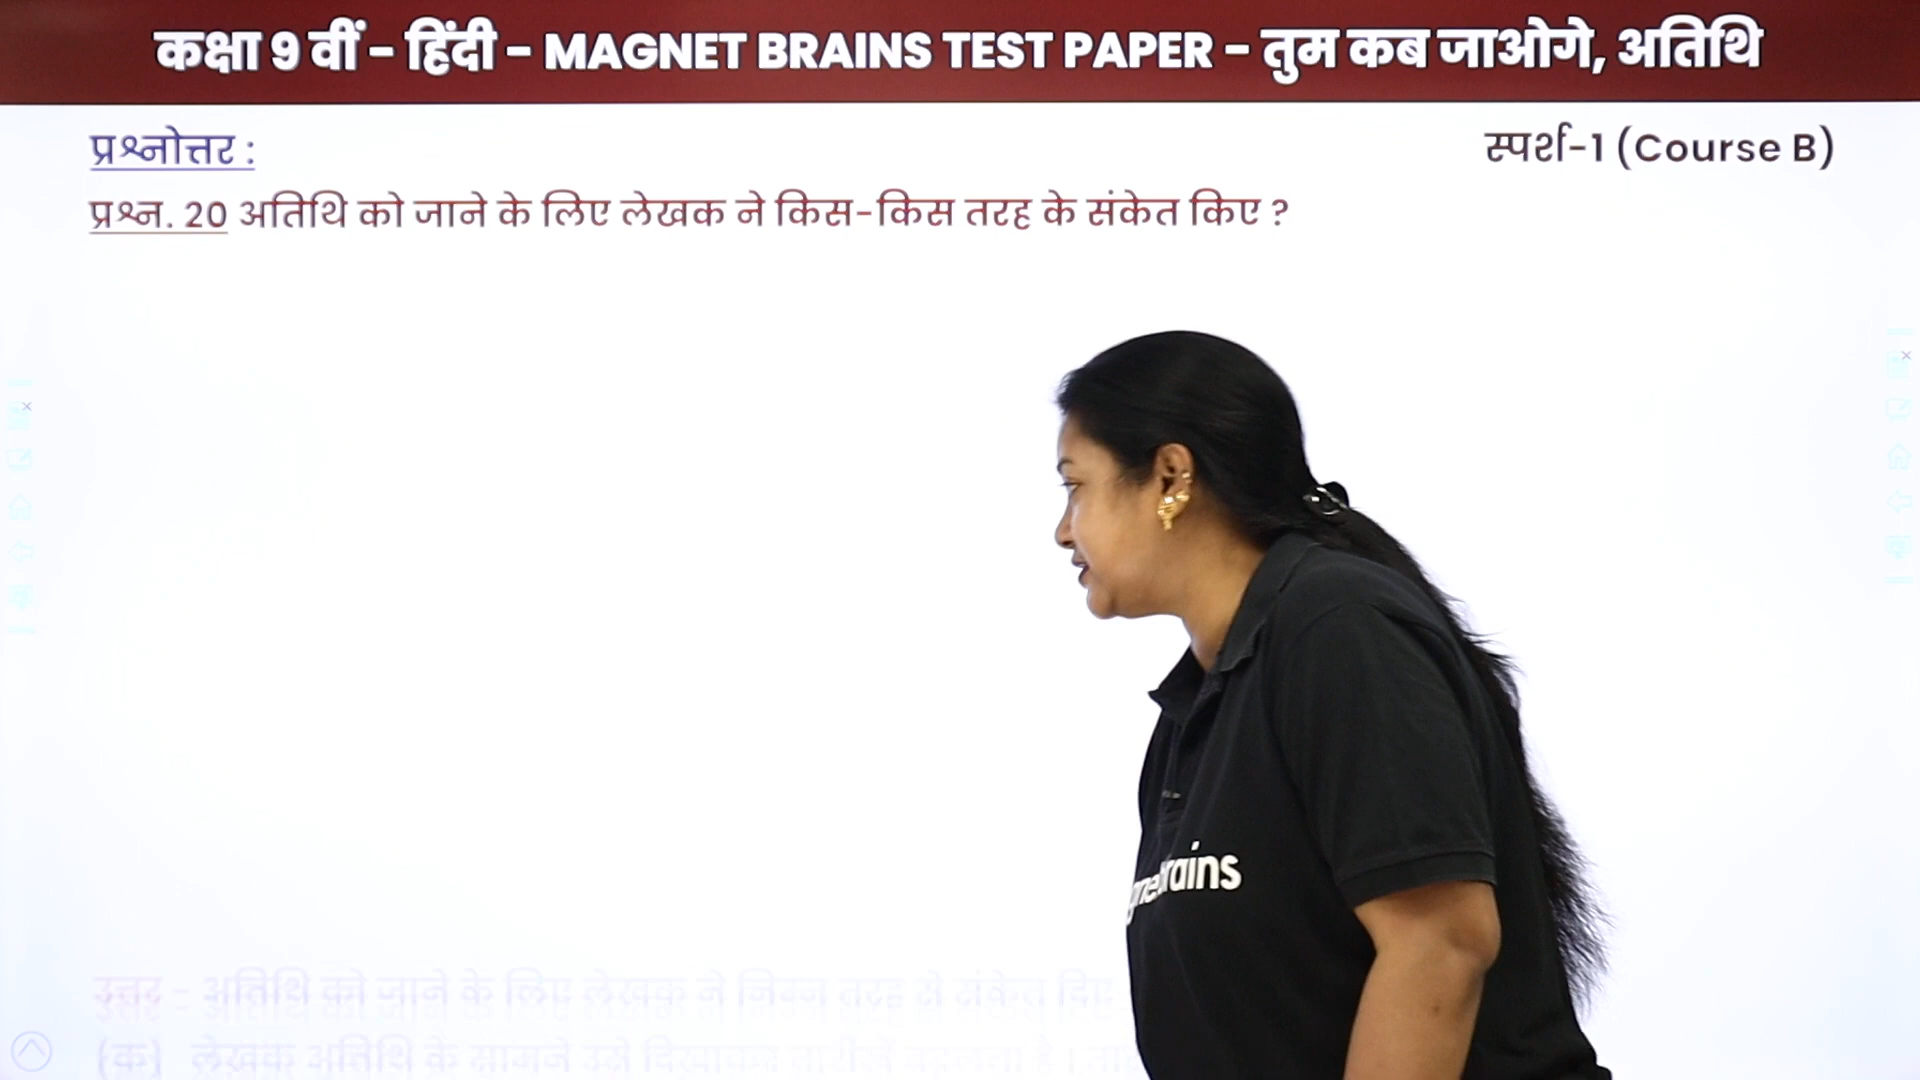 कक्षा 9 वीं - हिंदी - MAGNET BRAINS TEST PAPER - तुम कब जाओगे, अतिथि
प्रश्नोत्तर :
स्पर्श-1 (Course B)
प्रश्न. 20 अतिथि को जाने के लिए लेखक ने किस-किस तरह के संकेत किए ?
rains
उत्तर - अतिथि को जाने के लिए लेखक ने निम्न तरह से संकेत दिए
(क) लेखक अतिथि के सामने उसे दिखाकर तारीखें बदलता है ।